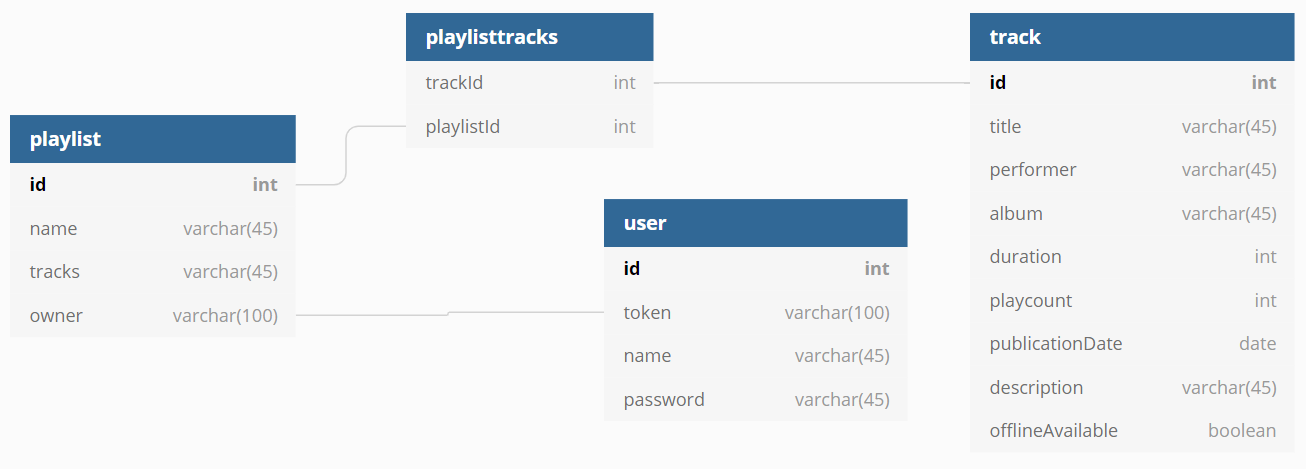 playlisttracks
trackId int
playlistId int
playlist
id int
name varchar(45)
tracks varchar(45)
owner varchar(100)
user
id int
token varchar(100)
name varchar(45)
password varchar(45)
track
id int
title varchar(45)
performer varchar(45)
album varchar(45)
duration int
playcount int
publicationDate date
description varchar(45)
offlineAvailable boolean